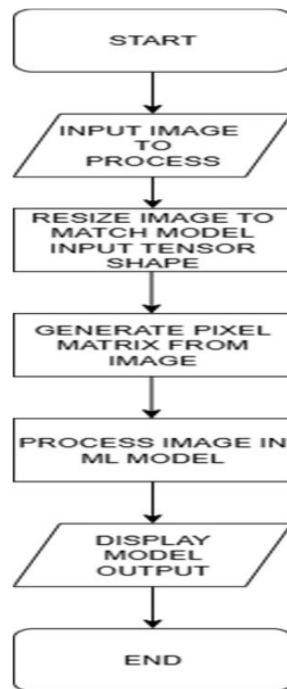 START
INPUT IMAGE
TO
PROCESS
RESIZE IMAGE TO
MATCH MODEL
INPUT TENSOR
SHAPE
GENERATE PIXEL
MATRIX FROM
IMAGE
PROCESS IMAGE IN
ML MODEL
DISPLAY
MODEL
OUTPUT
END